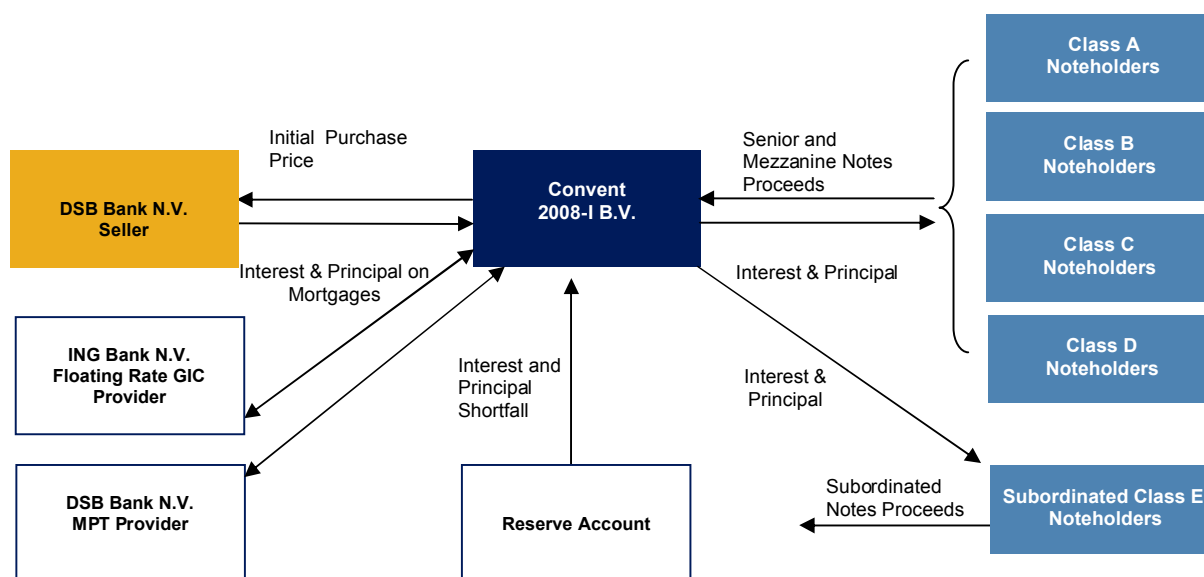 Initial Purchase
Price
DSB Bank N.V.
Seller
Convent
2008-I B.V.
Senior and
Mezzanine Notes
Proceeds
Class A
Noteholders
Class B
Noteholders
Class C
Noteholders
Class D
Noteholders
Interest & Principal on
Mortgages
Interest & Principal
ING Bank N.V.
Floating Rate GIC
Provider
Interest and
Principal
Shortfall
Interest &
Principal
DSB Bank N.V.
MPT Provider
Reserve Account
Subordinated
Notes Proceeds
Subordinated Class E
Noteholders